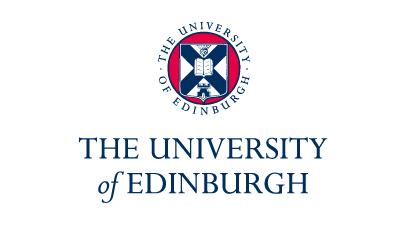 · THE UNIVERSITY ·
OF EDINBURGH
THE UNIVERSITY
of EDINBURGH